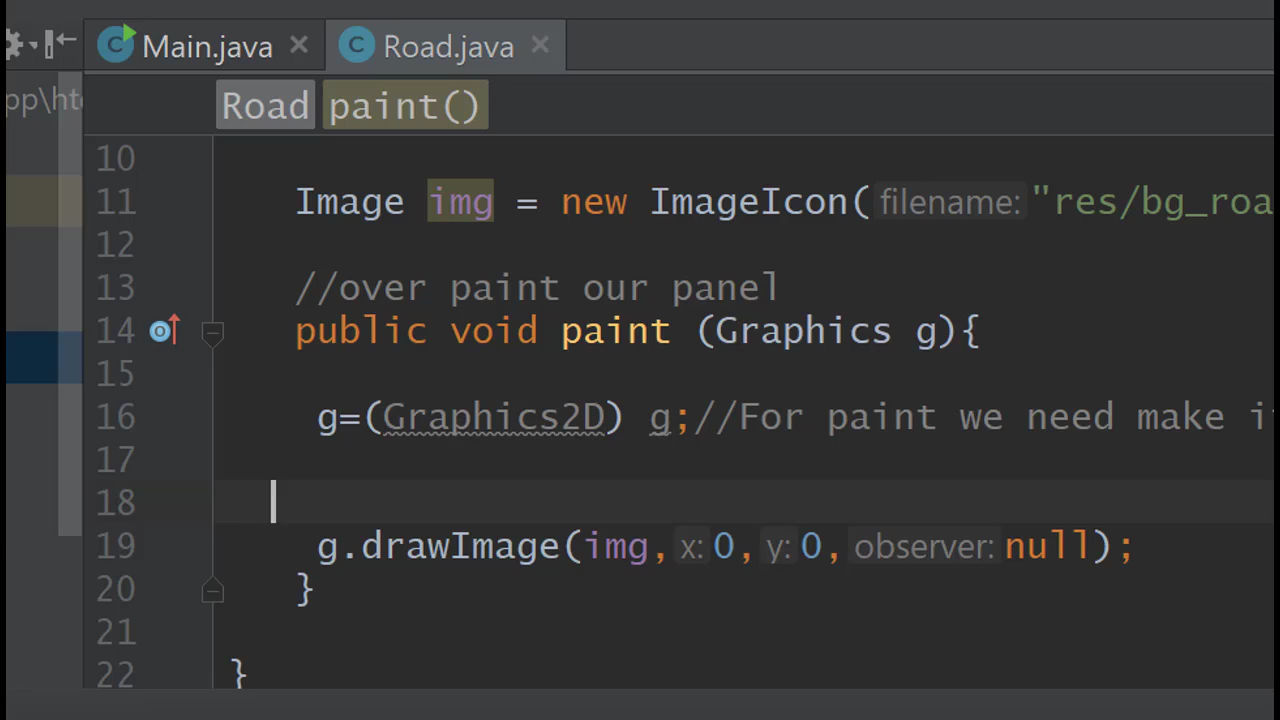 Main.java Road.java
pp\ht
Road paint()
10
11 Image img = new ImageIcon( filename: "res/bg_roa
12
13 //over paint our panel
14 public void paint (Graphics g){
15
16 g=(Graphics2D) g;//For paint we need make i
17
18
19 g.drawImage(img, x: 0, y: 0, observer: null);
20 }
21
22 }